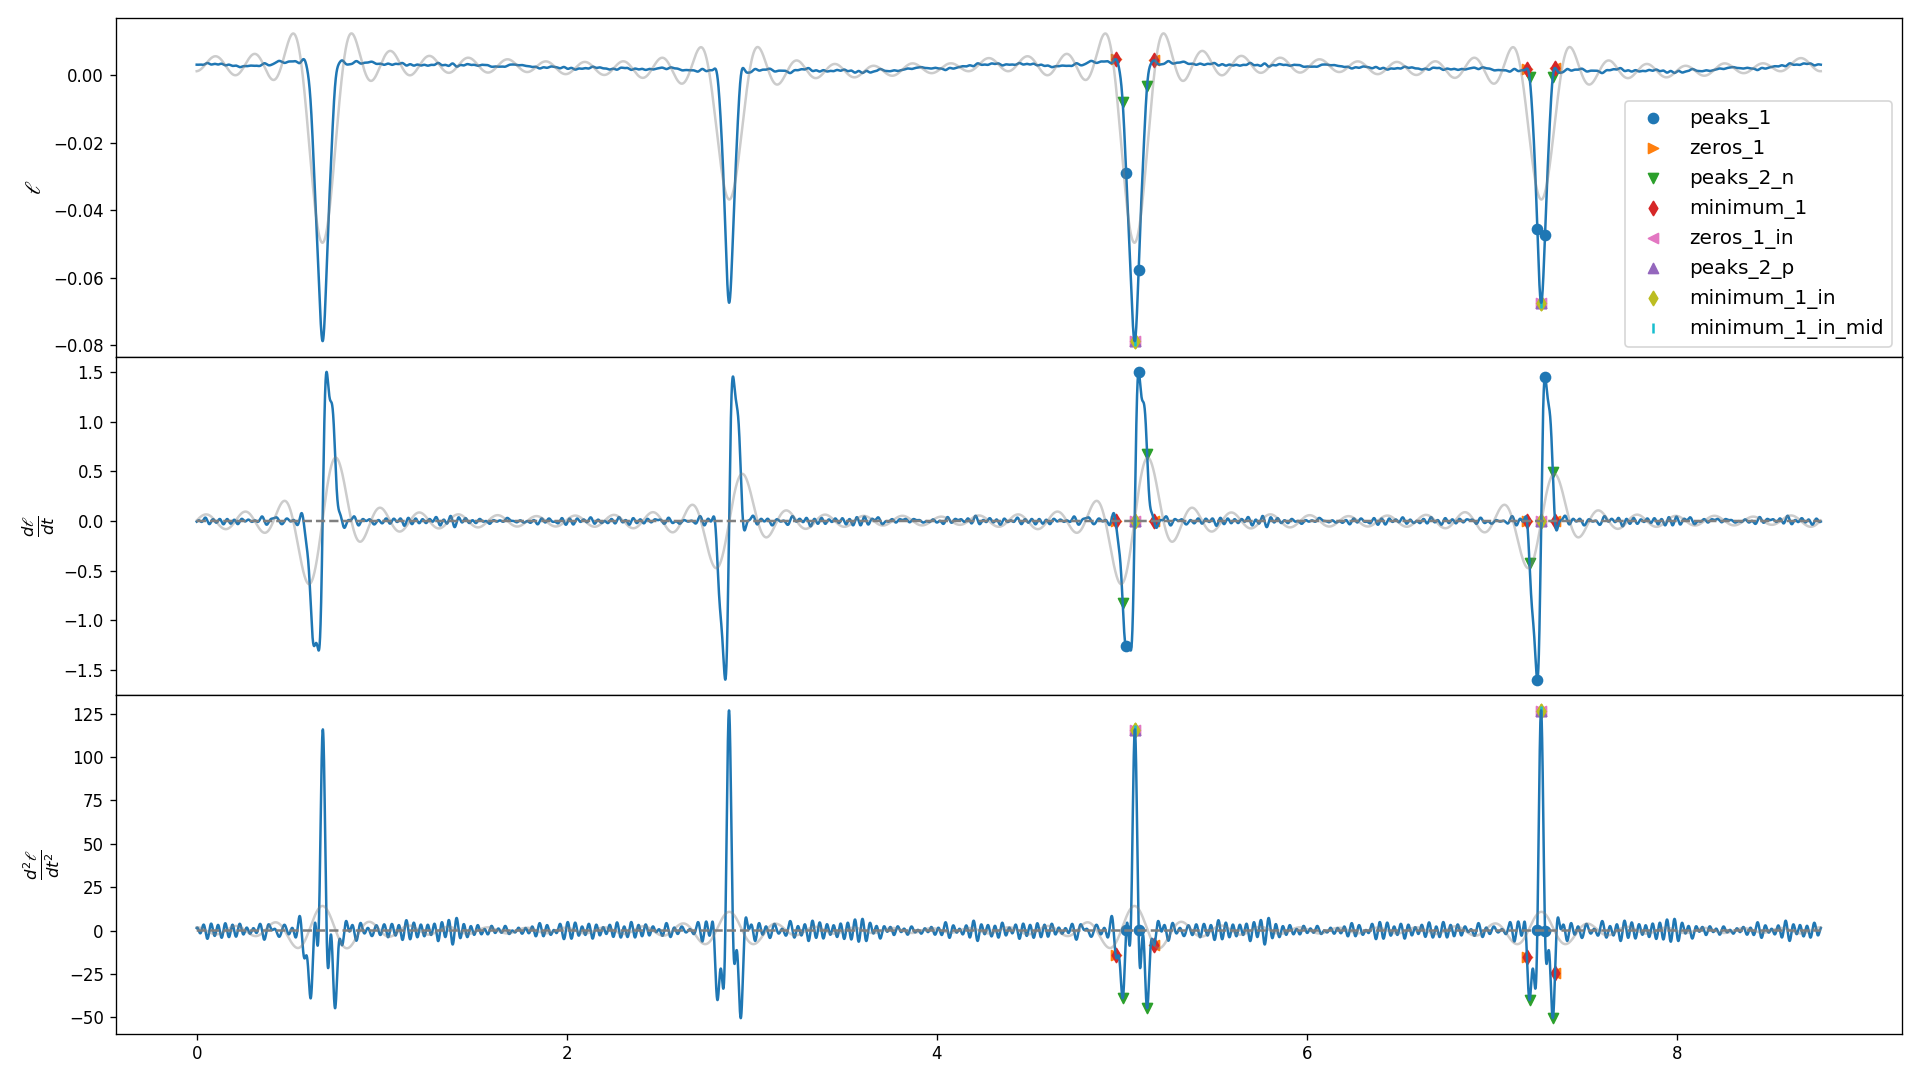 0.00
−0.02
−0.04
−0.06
−0.08
ℓ
peaks_1
zeros_1
peaks_2_n
minimum_1
zeros_1_in
peaks_2_p
minimum_1_in
minimum_1_in_mid
1.5
1.0
0.5
0.0
−0.5
−1.0
−1.5
dℓ
dt
125
100
75
50
25
0
−25
−50
d²ℓ
dt²
0 2 4 6 8